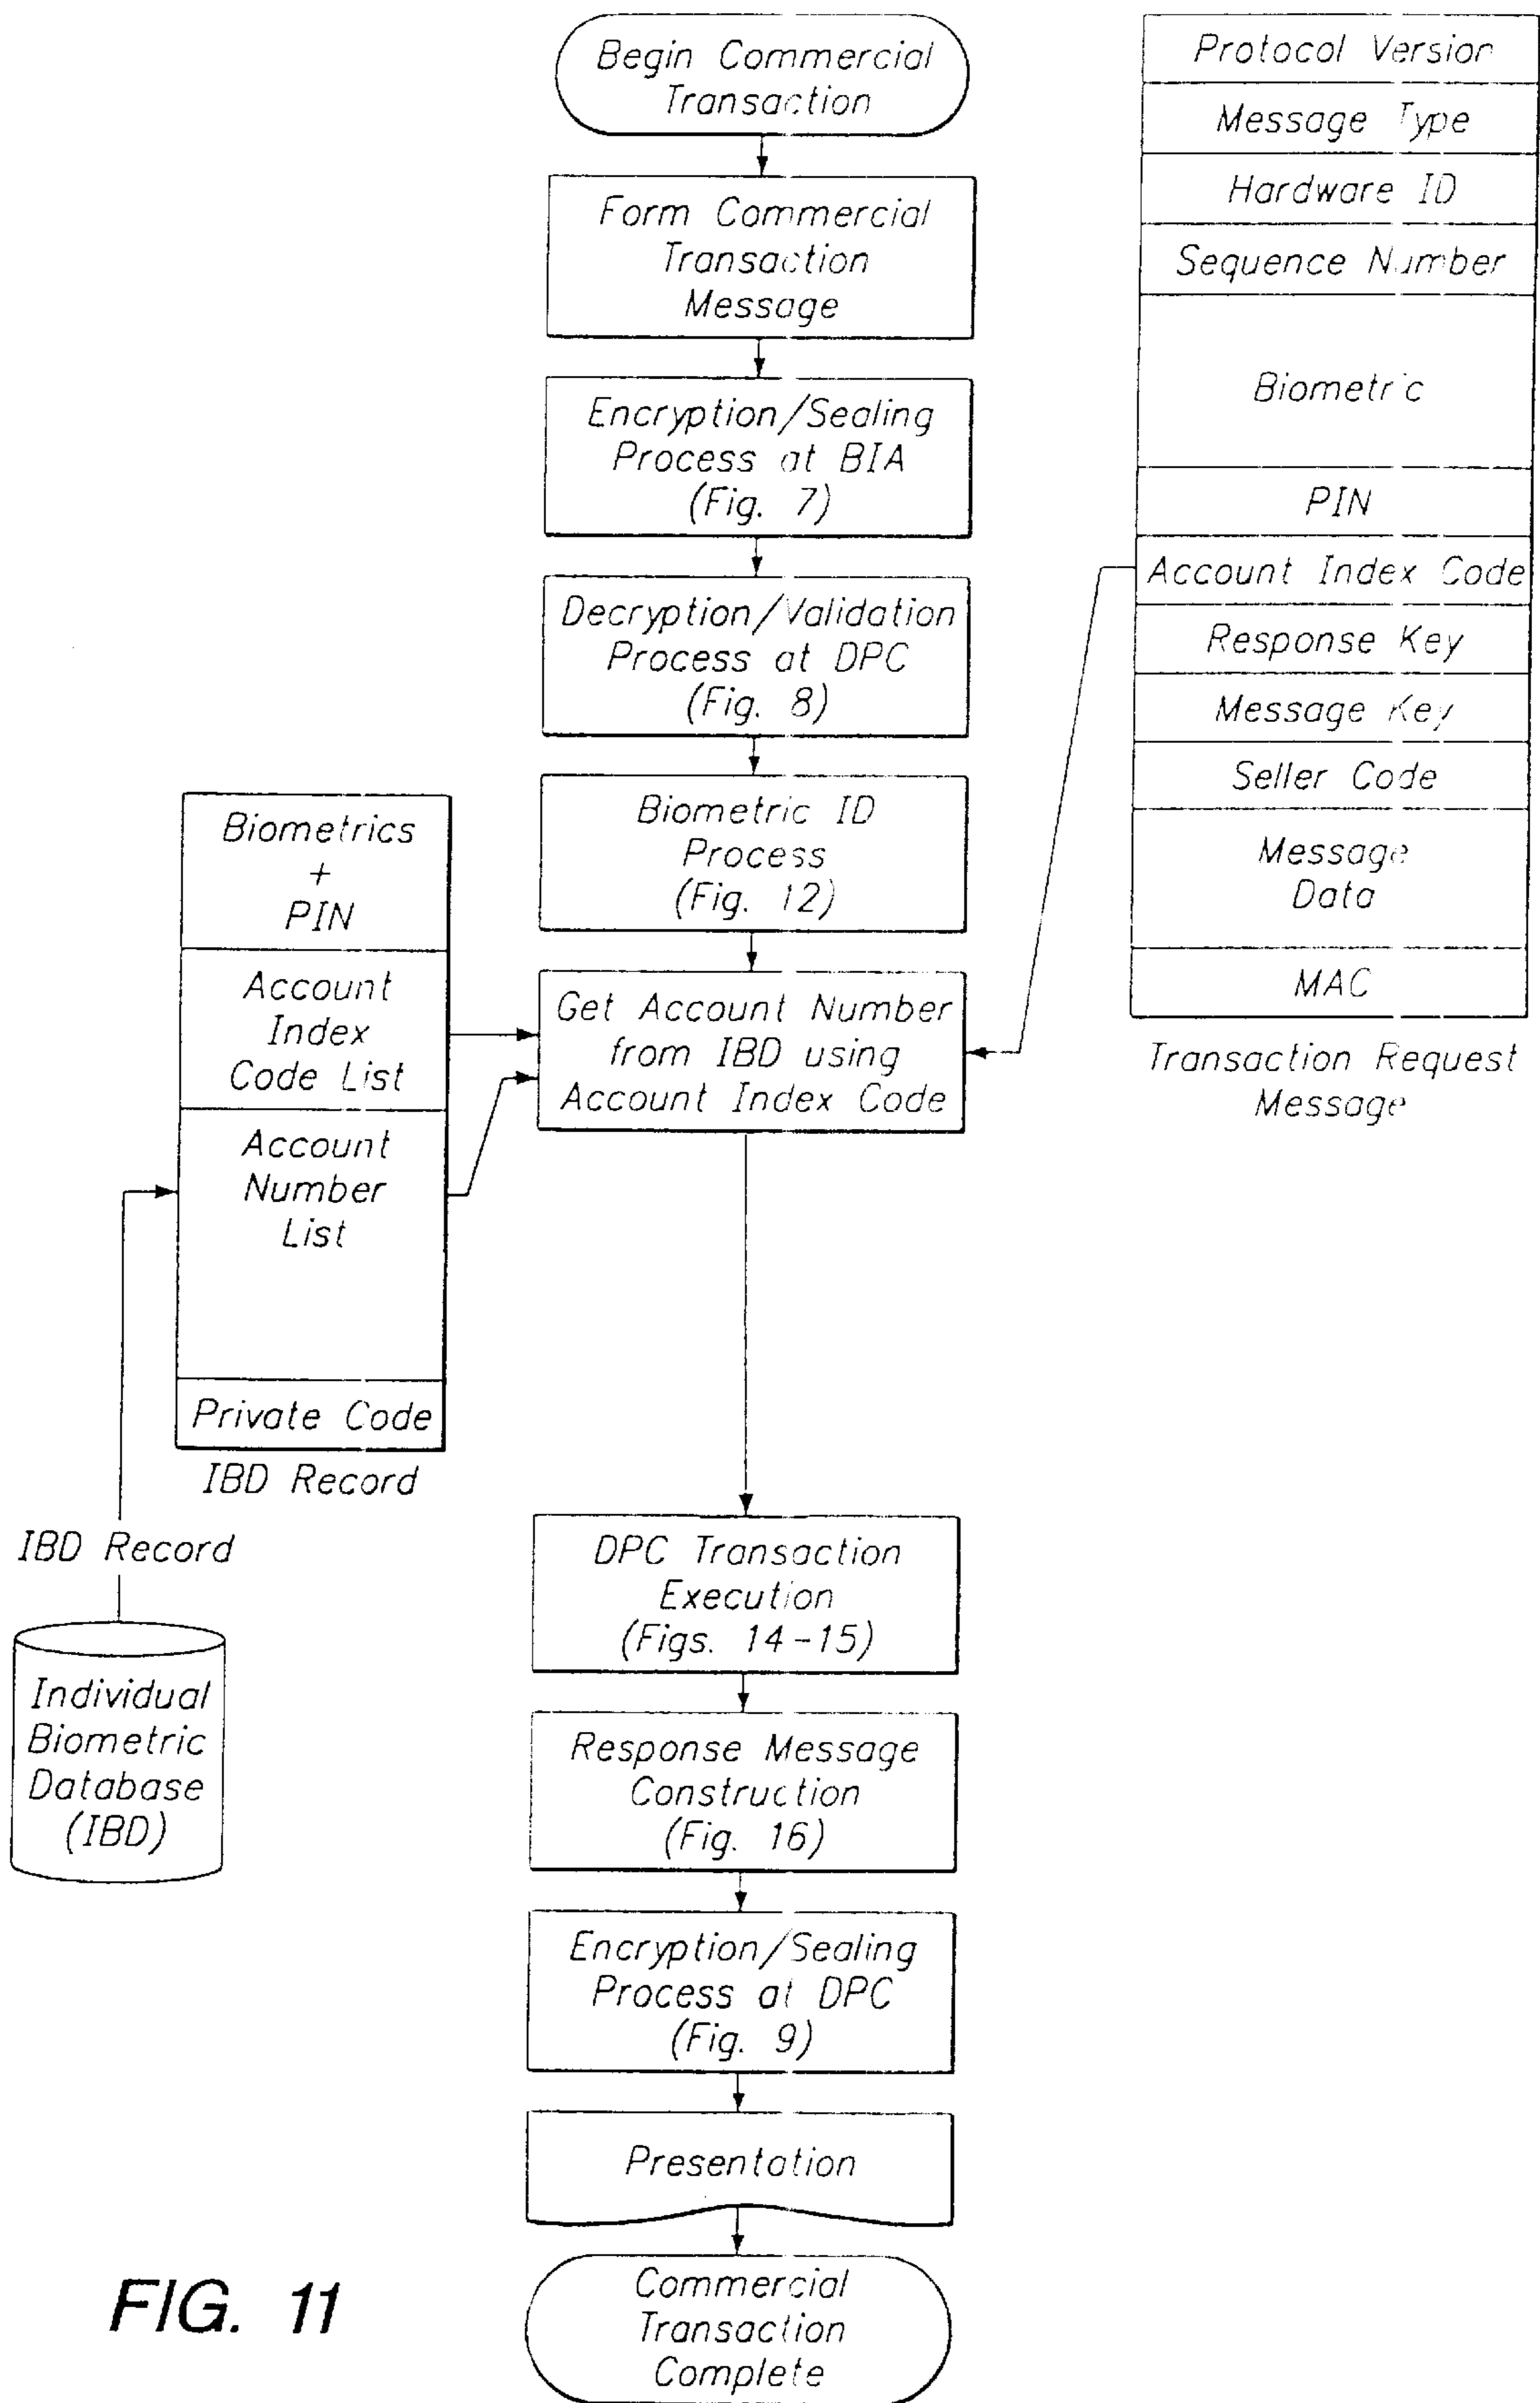 Begin Commercial
Transaction
Form Commercial
Transaction
Message
Encryption/Sealing
Process at BIA
(Fig. 7)
Decryption/Validation
Process at DPC
(Fig. 8)
Biometric ID
Process
(Fig. 12)
Get Account Number
from IBD using
Account Index Code
DPC Transaction
Execution
(Figs. 14-15)
Response Message
Construction
(Fig. 16)
Encryption/Sealing
Process at DPC
(Fig. 9)
Presentation
Commercial
Transaction
Complete
Protocol Version
Message Type
Hardware ID
Sequence Number
Biometric
PIN
Account Index Code
Response Key
Message Key
Seller Code
Message
Data
MAC
Transaction Request
Message
Biometrics
+
PIN
Account
Index
Code List
Account
Number
List
Private Code
IBD Record
IBD Record
Individual
Biometric
Database
(IBD)
FIG. 11